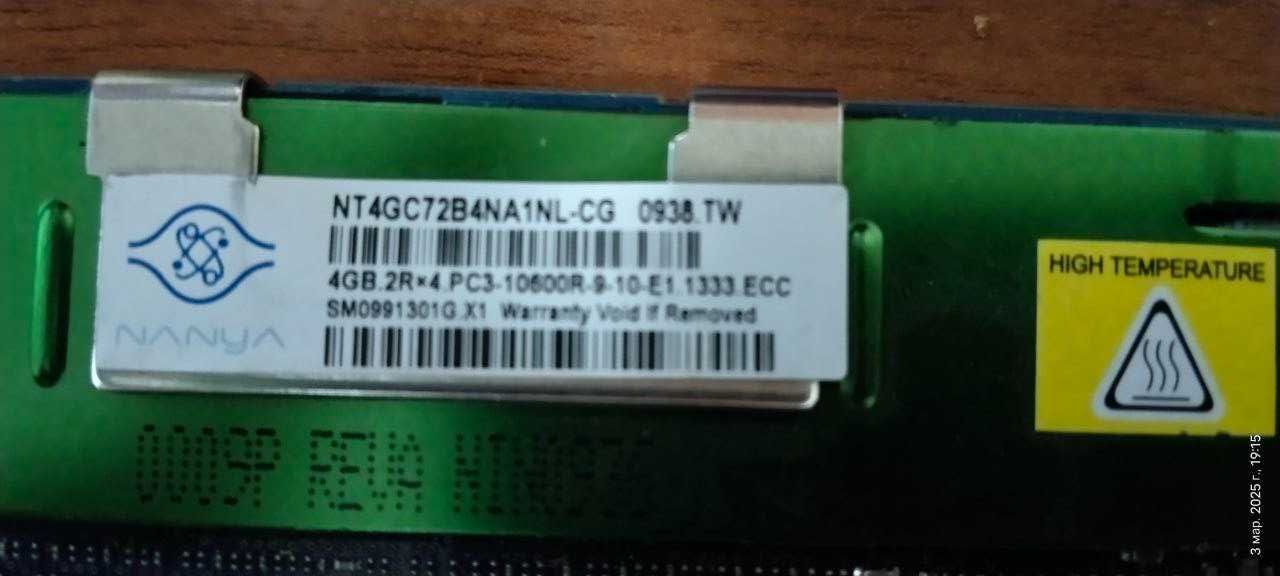 NT4GC72B4NA1NL-CG 0938.TW
4GB 2R×4 PC3-10600R-9-10-E1.1333.ECC
SM0991301G.X1 Warranty Void If Removed
NANYA
HIGH TEMPERATURE
0009P REVA
3 мар. 2025 г., 19:15